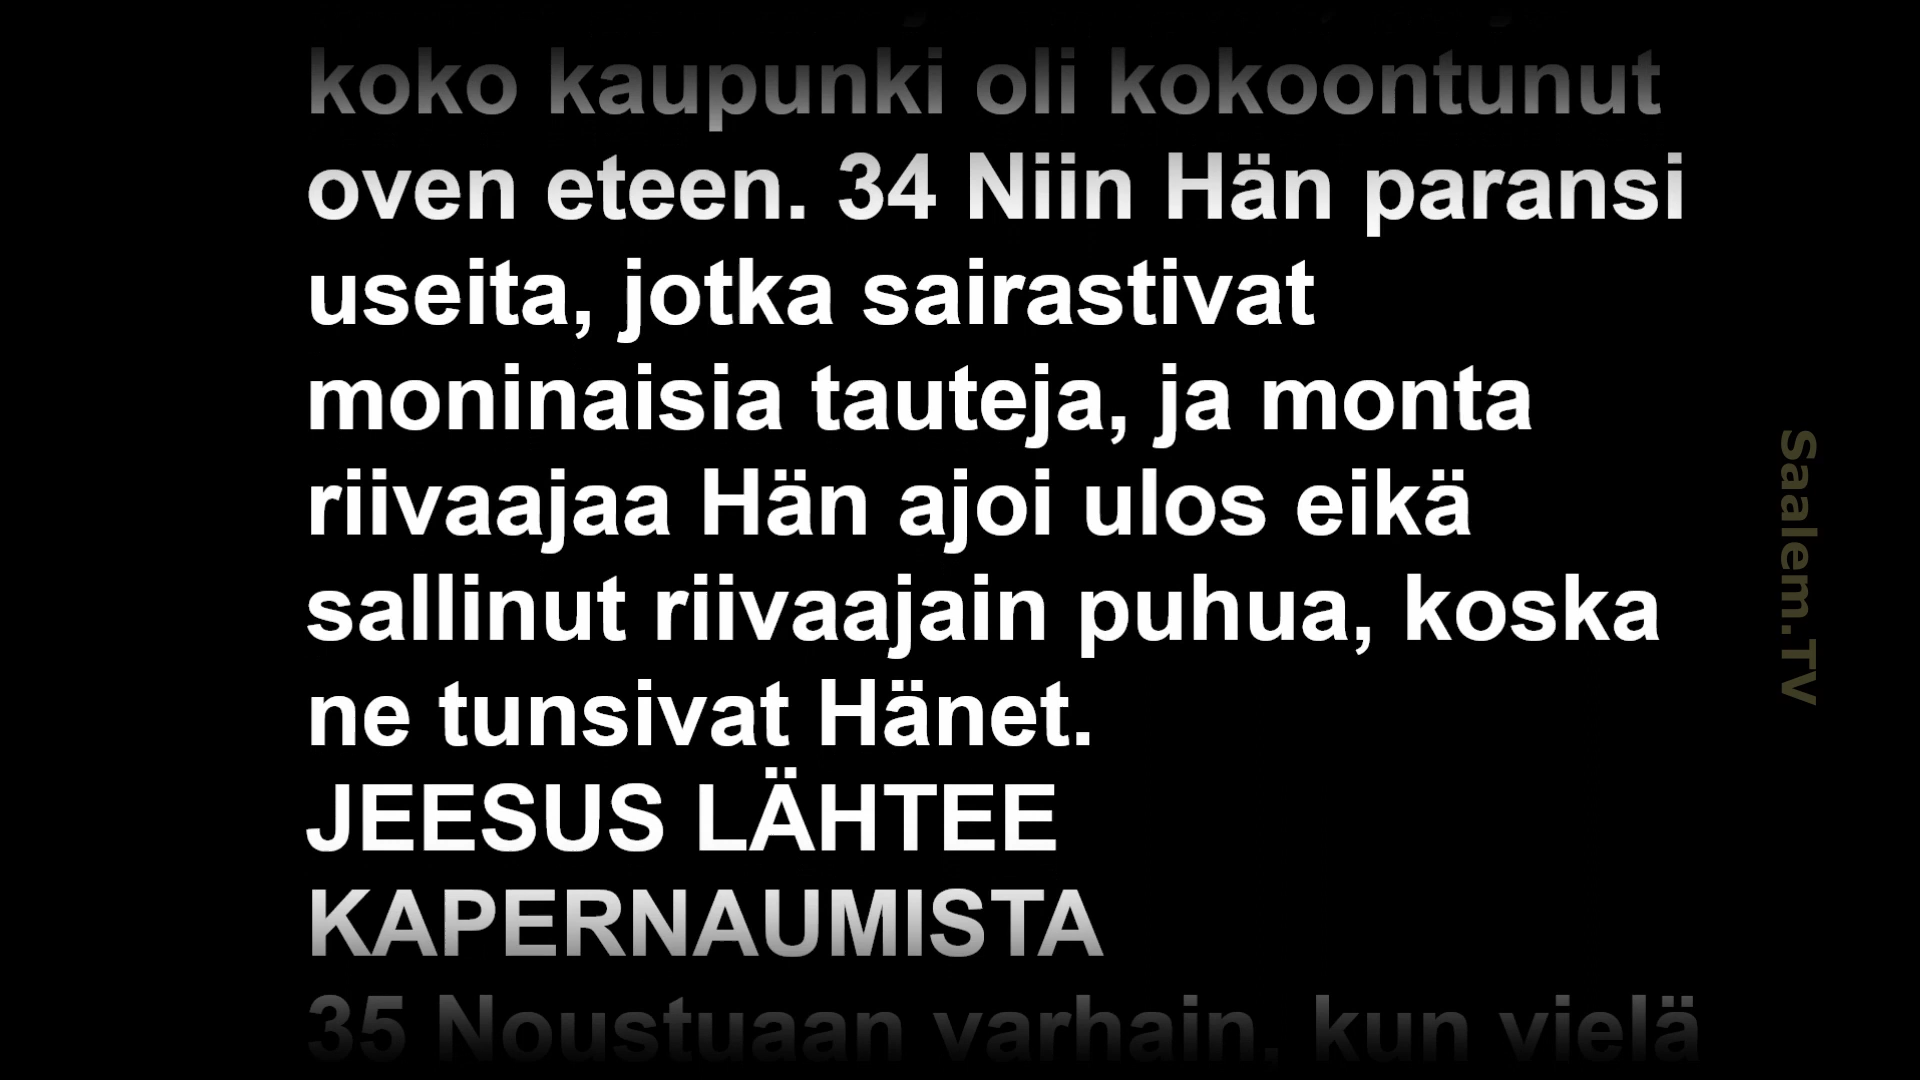 koko kaupunki oli kokoontunut
oven eteen. 34 Niin Hän paransi
useita, jotka sairastivat
moninaisia tauteja, ja monta
riivaajaa Hän ajoi ulos eikä
sallinut riivaajain puhua, koska
ne tunsivat Hänet.
JEESUS LÄHTEE
KAPERNAUMISTA
35 Noustuaan varhain, kun vielä
Saalem.TV